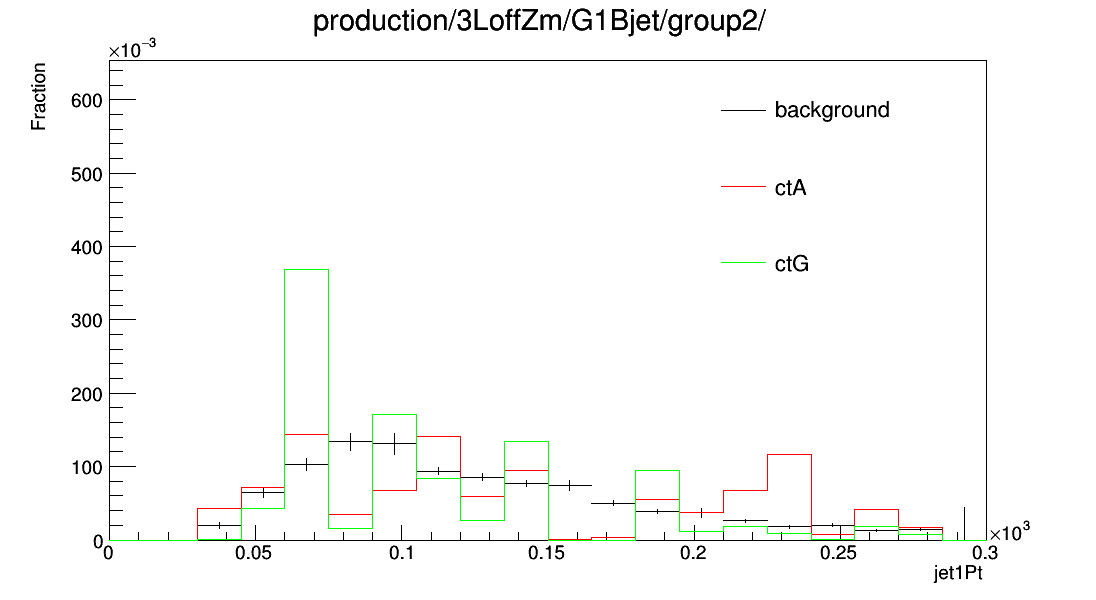 production/3LoffZm/G1Bjet/group2/
×10⁻³
Fraction
600
500
400
300
200
100
0
background
ctA
ctG
0 0.05 0.1 0.15 0.2 0.25 0.3
×10³
jet1Pt